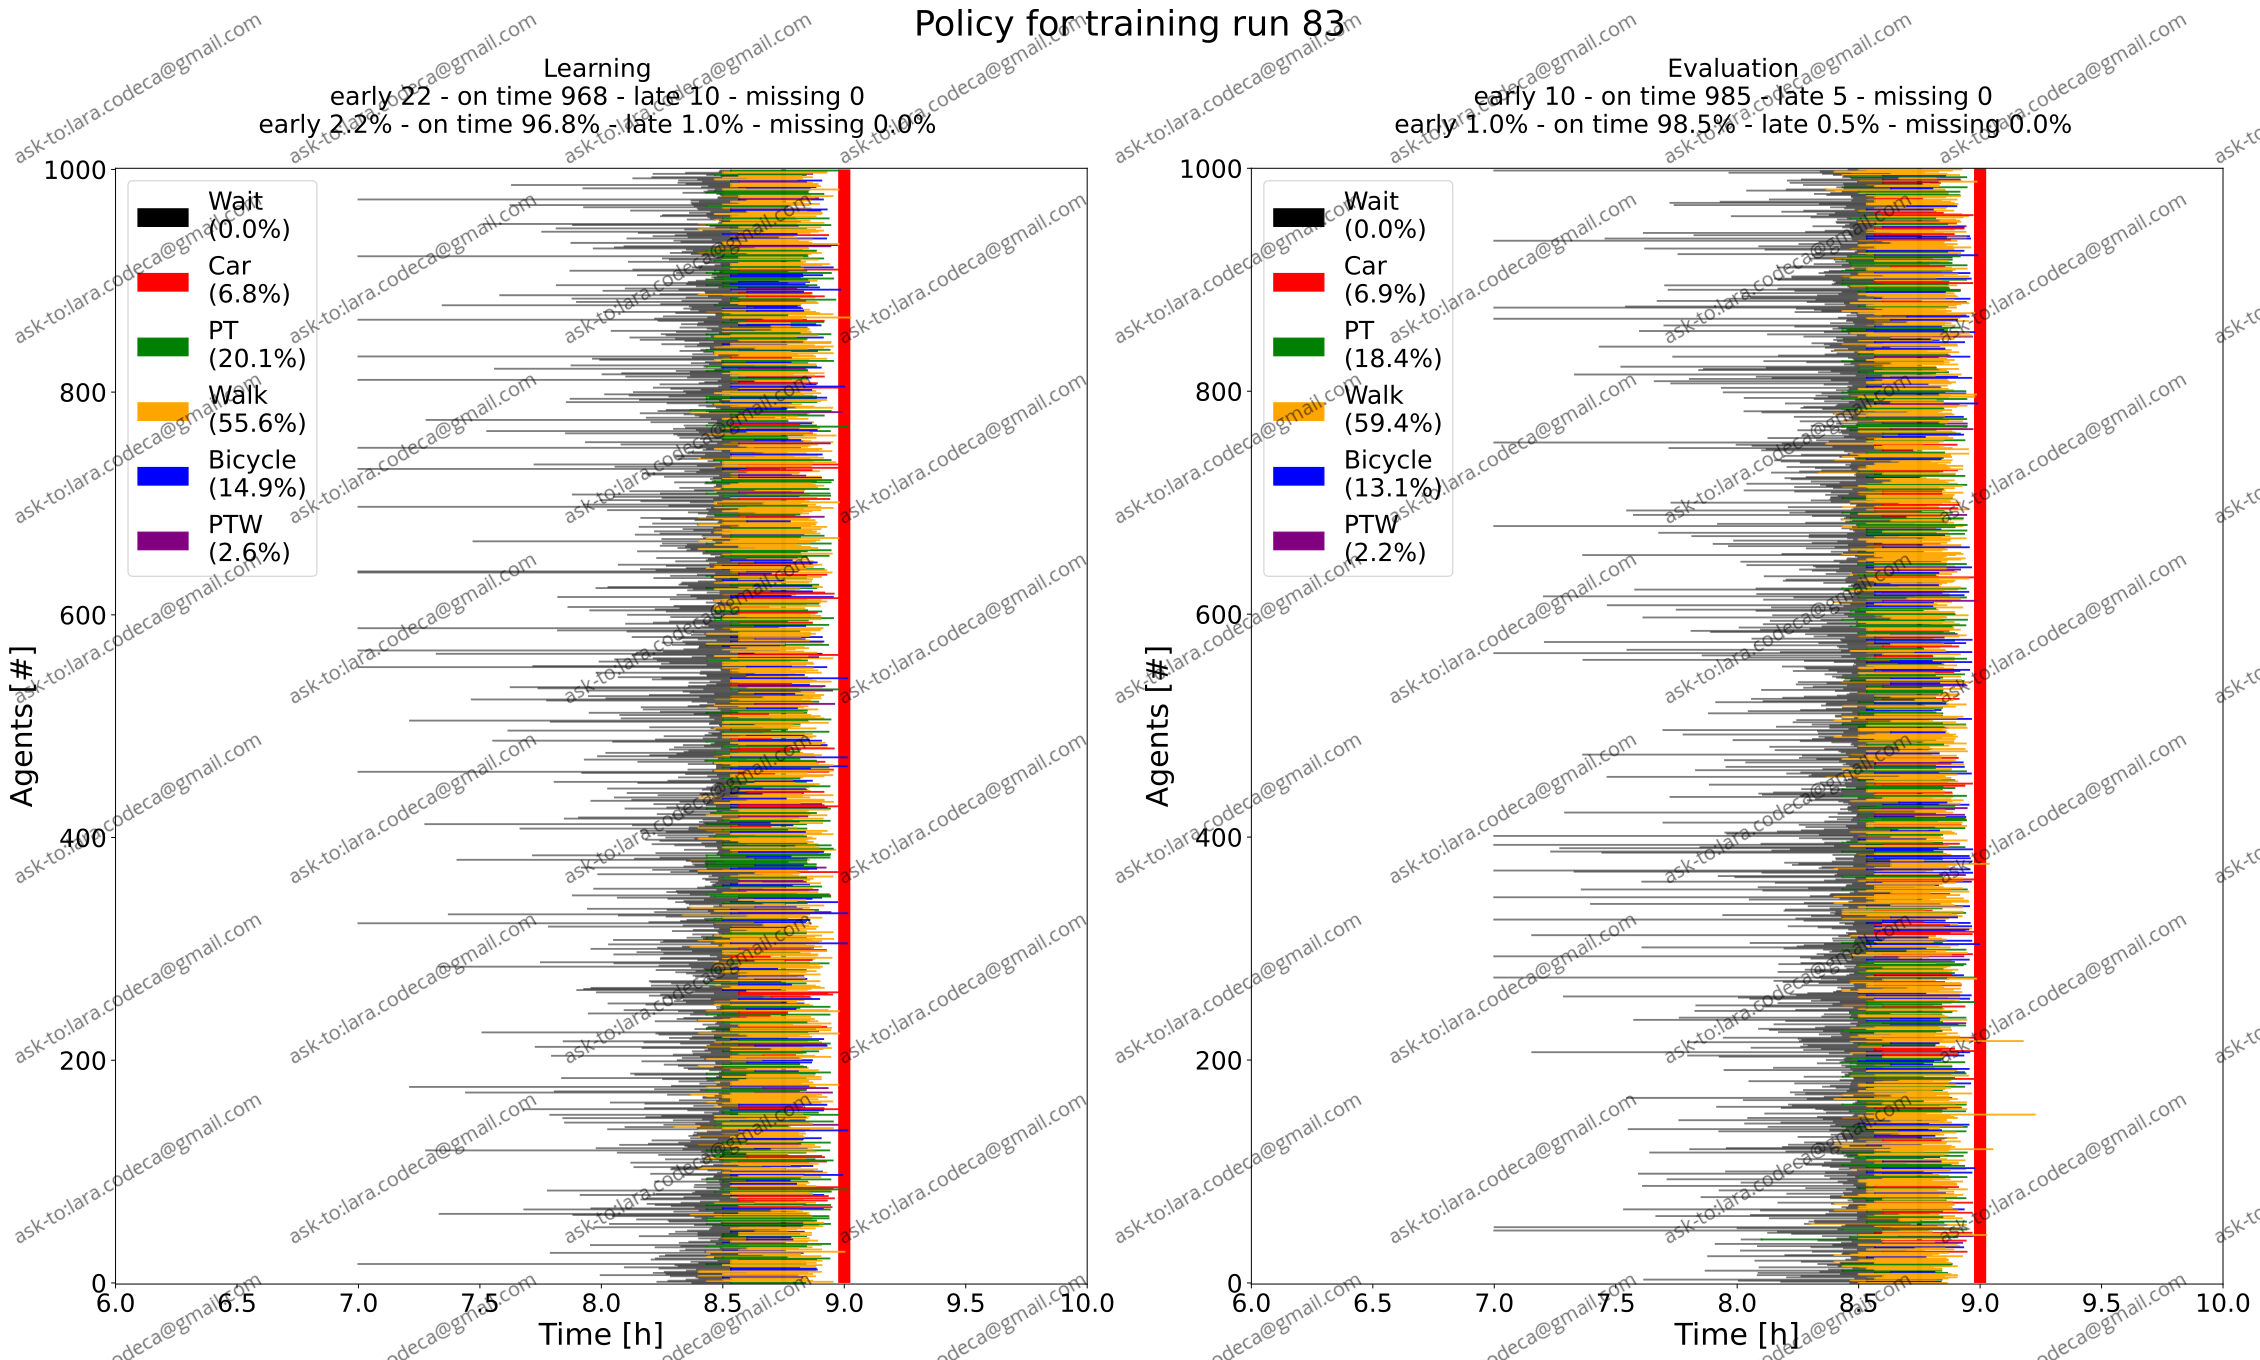 Policy for training run 83
Learning
early 22 - on time 968 - late 10 - missing 0
early 2.2% - on time 96.8% - late 1.0% - missing 0.0%
1000
800
600
400
200
0
Agents [#]
Wait
(0.0%)
Car
(6.8%)
PT
(20.1%)
Walk
(55.6%)
Bicycle
(14.9%)
PTW
(2.6%)
6.0 6.5 7.0 7.5 8.0 8.5 9.0 9.5 10.0
Time [h]
Evaluation
early 10 - on time 985 - late 5 - missing 0
early 1.0% - on time 98.5% - late 0.5% - missing 0.0%
1000
800
600
400
200
0
Agents [#]
Wait
(0.0%)
Car
(6.9%)
PT
(18.4%)
Walk
(59.4%)
Bicycle
(13.1%)
PTW
(2.2%)
6.0 6.5 7.0 7.5 8.0 8.5 9.0 9.5 10.0
Time [h]
ask-to:lara.codeca@gmail.com